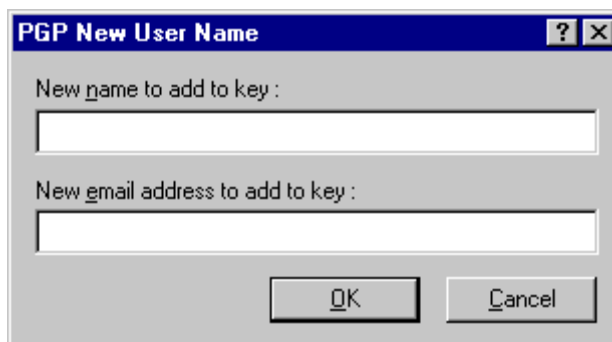 PGP New User Name
New name to add to key :
New email address to add to key :
OK
Cancel